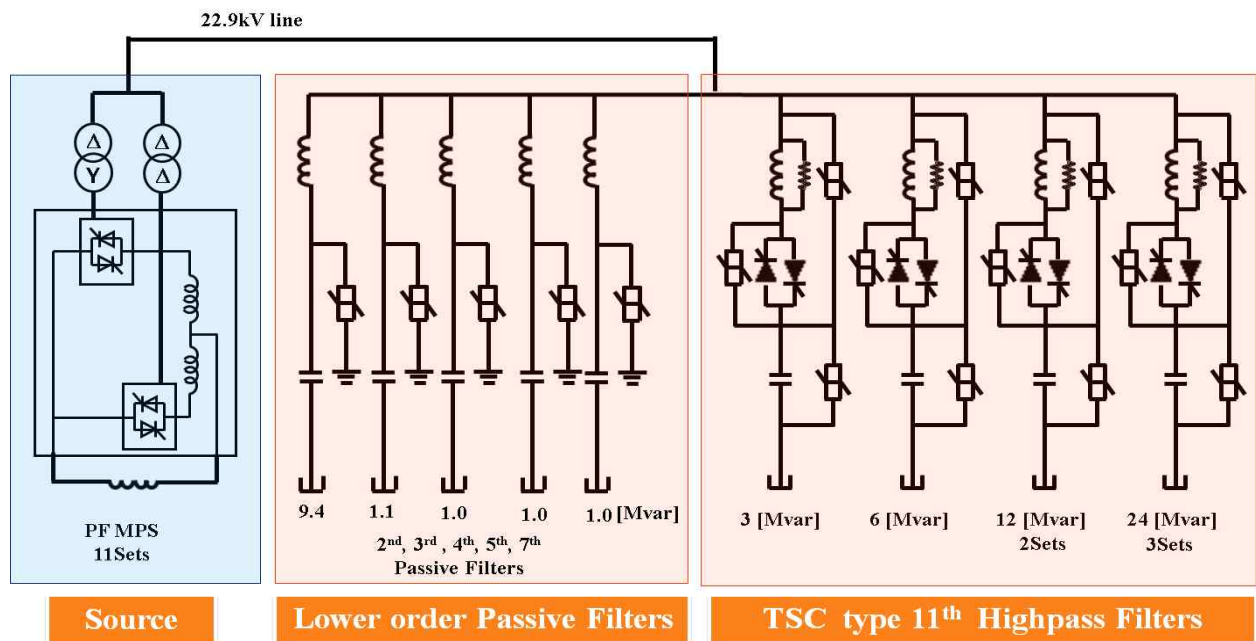 22.9kV line
Δ
Δ
Y
Δ
PF MPS
11Sets
9.4 1.1 1.0 1.0 1.0 [Mvar]
2nd, 3rd , 4th, 5th, 7th
Passive Filters
3 [Mvar] 6 [Mvar] 12 [Mvar] 24 [Mvar]
2Sets 3Sets
Source
Lower order Passive Filters
TSC type 11th Highpass Filters